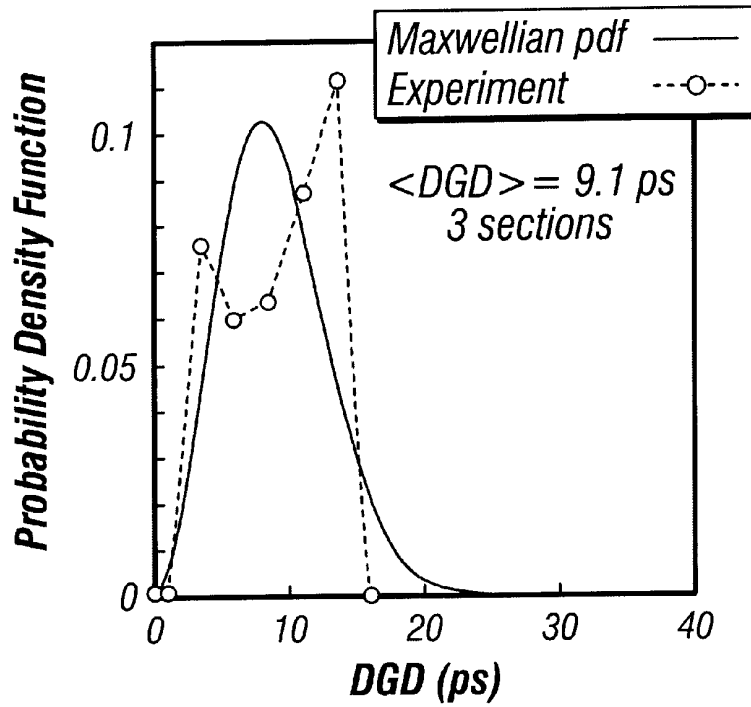 Maxwellian pdf
Experiment
<DGD> = 9.1 ps
3 sections
Probability Density Function
0.1
0.05
0
0 10 20 30 40
DGD (ps)